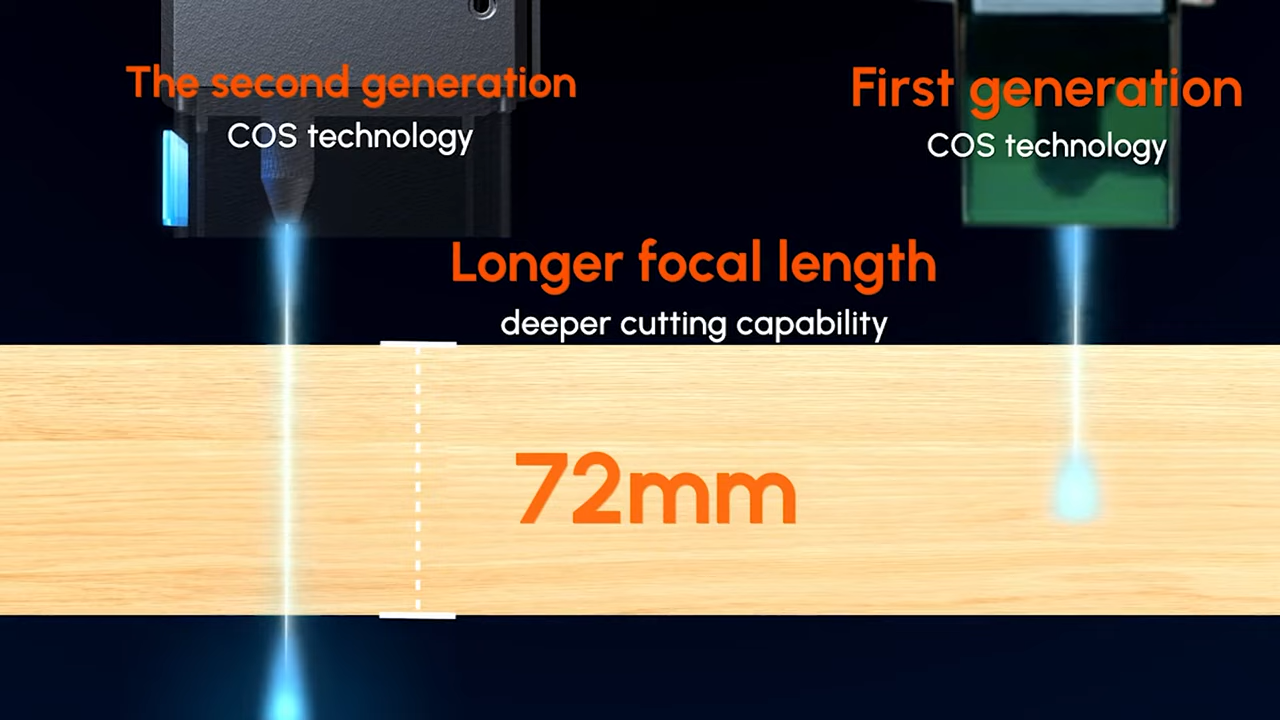 The second generation
COS technology
First generation
COS technology
Longer focal length
deeper cutting capability
72mm